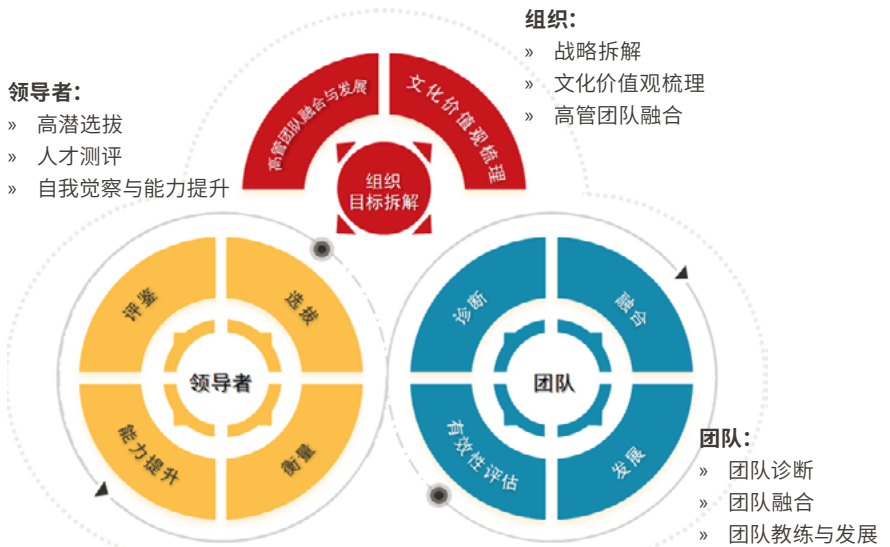 组织：
» 战略拆解
» 文化价值观梳理
» 高管团队融合
领导者：
» 高潜选拔
» 人才测评
» 自我觉察与能力提升
高管团队融合与发展
文化价值观梳理
组织
目标拆解
评鉴
选拔
领导者
能力提升
衡量
诊断
融合
团队
有效性评估
发展
团队：
» 团队诊断
» 团队融合
» 团队教练与发展